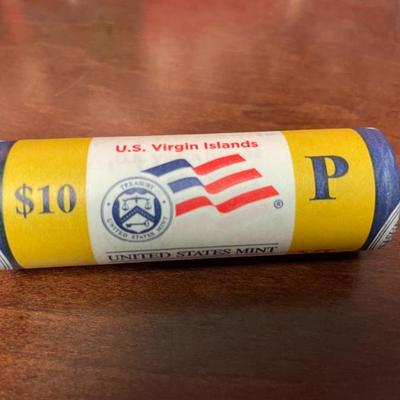 U.S. Virgin Islands
$10
TREASURY
UNITED STATES MINT
®
P
UNITED STATES MINT